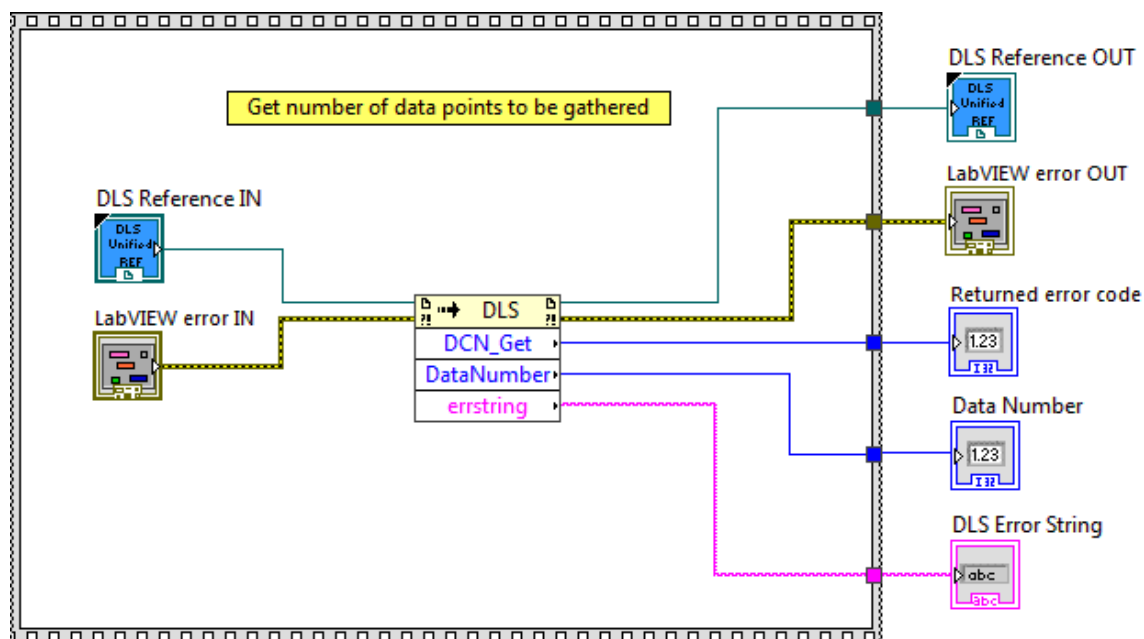 DLS Reference OUT
DLS
Unified
REF
Get number of data points to be gathered
LabVIEW error OUT
DLS Reference IN
DLS
Unified
REF
LabVIEW error IN
?!
DLS
?!
DCN_Get
DataNumber
errstring
Returned error code
1.23
I32
Data Number
1.23
I32
DLS Error String
abc
abc